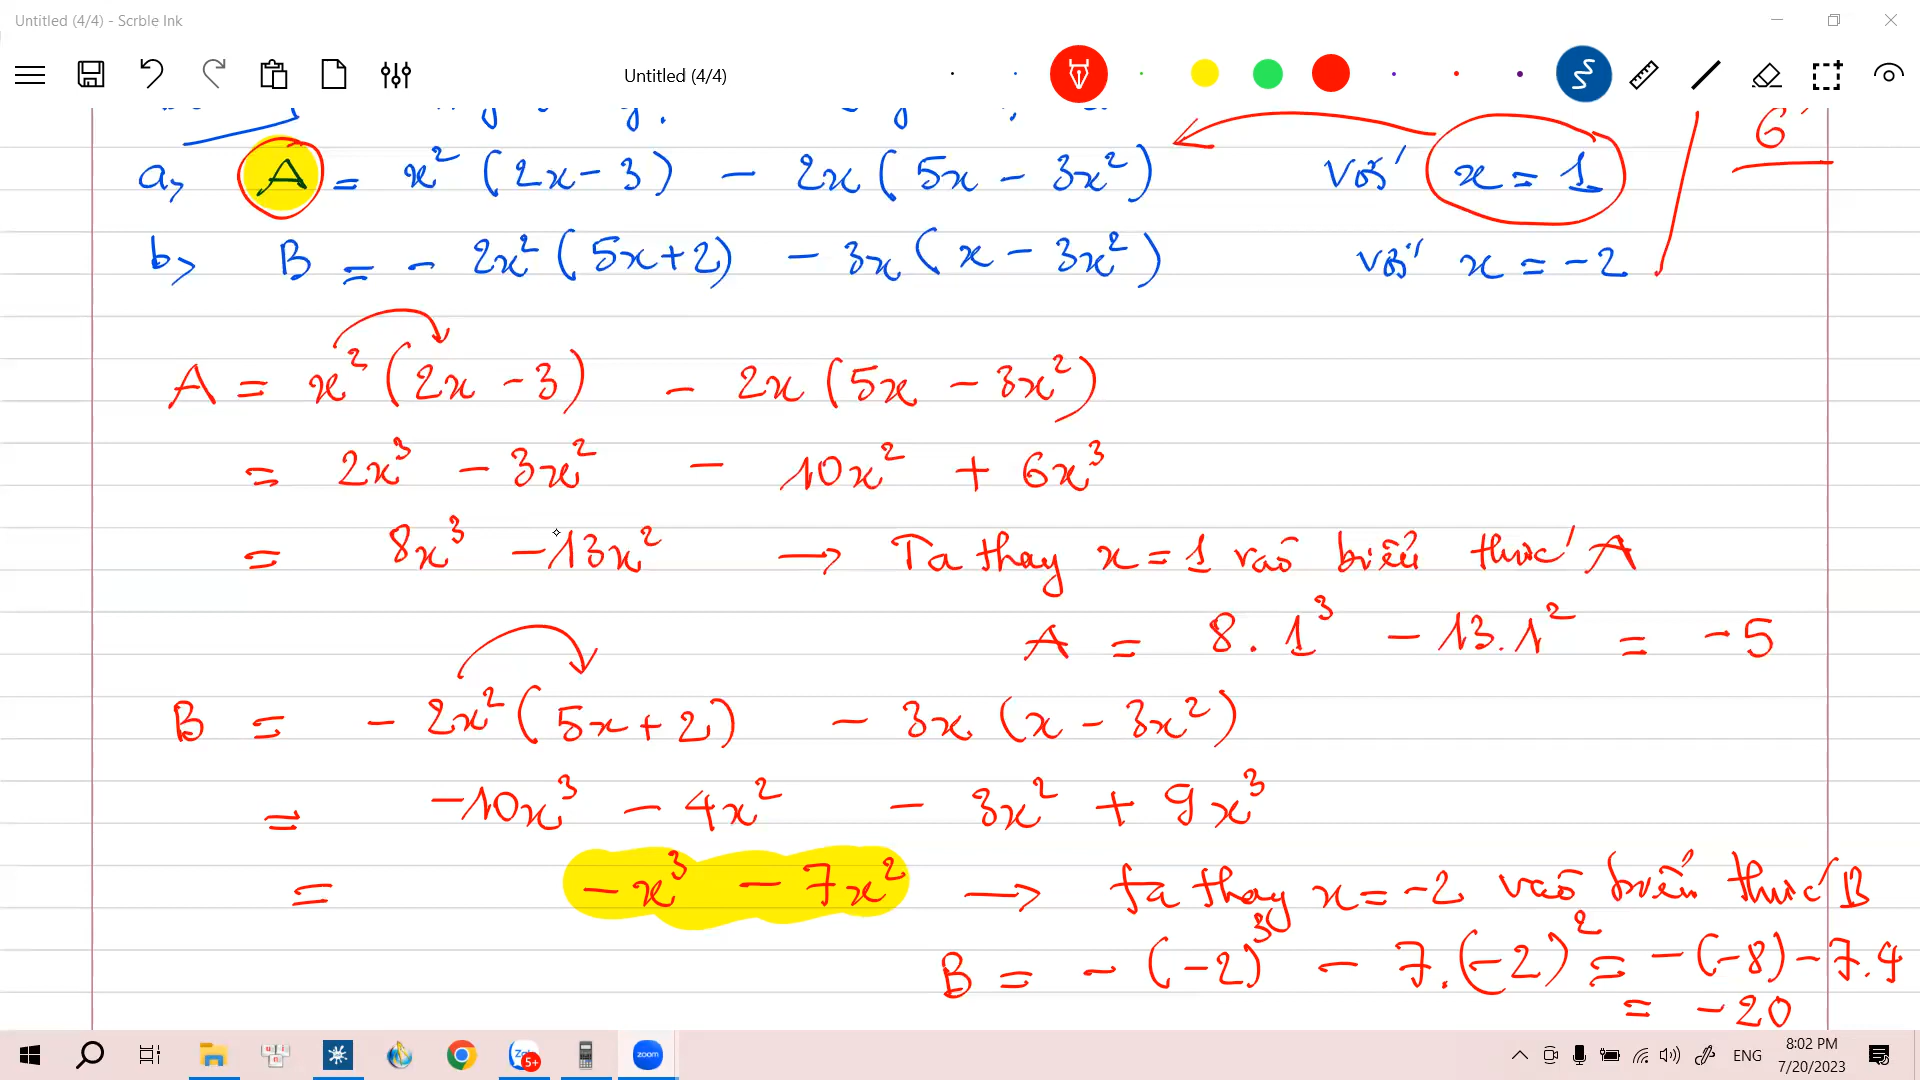 Untitled (4/4) - Scrble Ink
Untitled (4/4)
6'
a, A = x² (2x - 3) - 2x (5x - 3x²) với x = 1
b, B = - 2x² (5x + 2) - 3x (x - 3x²) với x = -2
A = x² (2x - 3) - 2x (5x - 3x²)
= 2x³ - 3x² - 10x² + 6x³
= 8x³ - 13x² → Ta thay x = 1 vào biểu thức A
A = 8. 1³ - 13. 1² = -5
B = - 2x² (5x + 2) - 3x (x - 3x²)
= -10x³ - 4x² - 3x² + 9x³
= -x³ - 7x² → ta thay x = -2 vào biểu thức B
B = - (-2)³ - 7. (-2)² = - (-8) - 7.4
= -20
5+
zoom
ENG
8:02 PM
7/20/2023